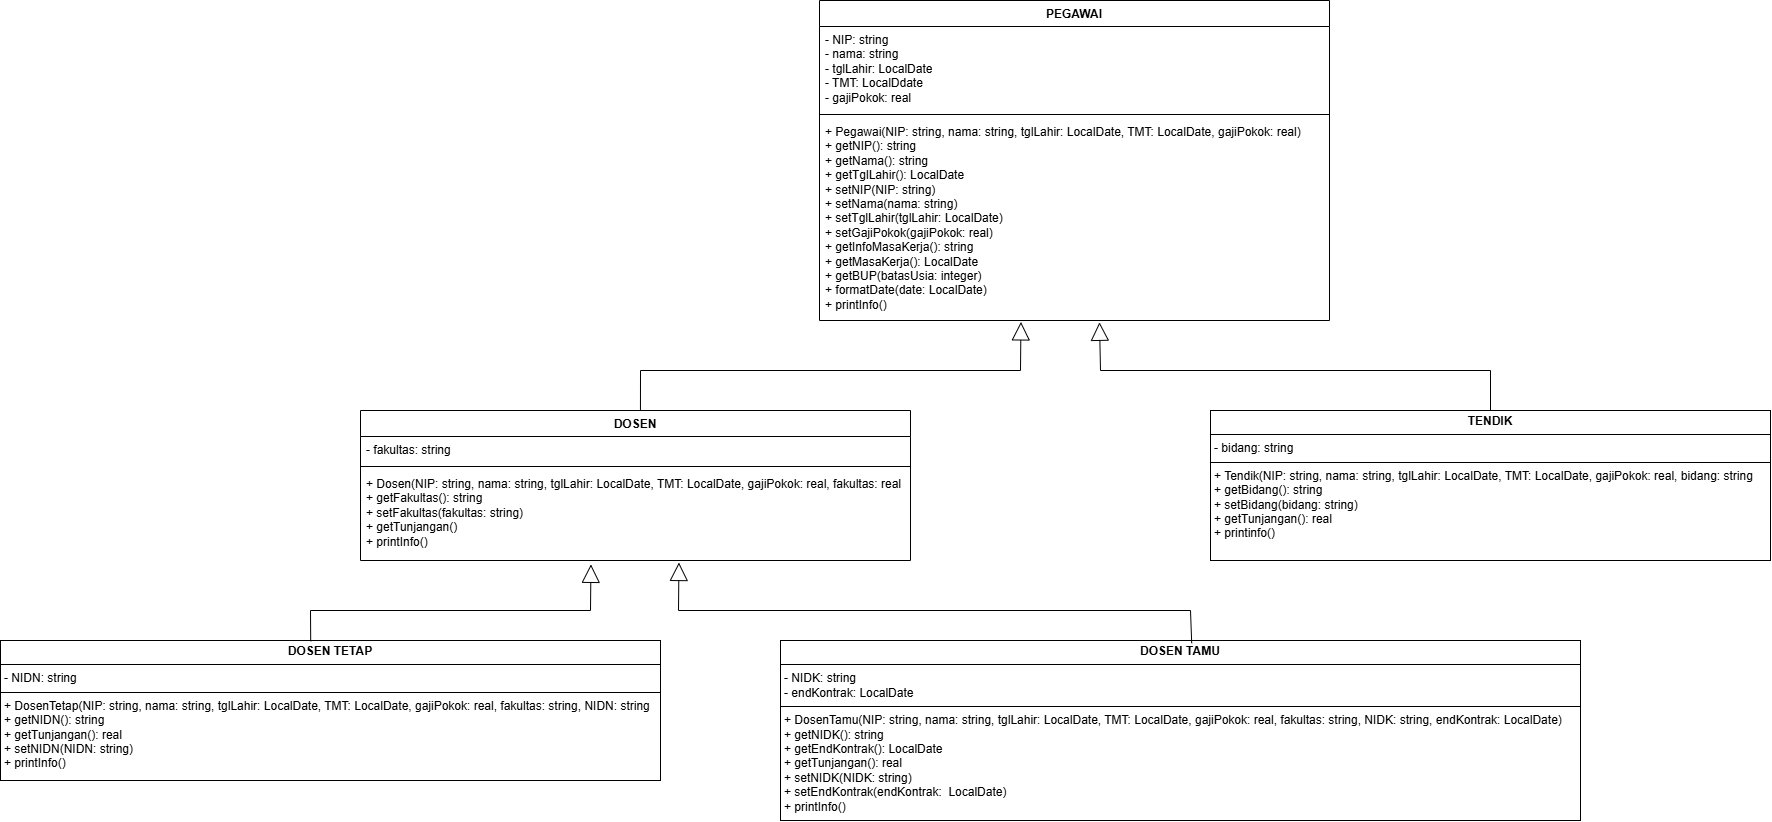 PEGAWAI
- NIP: string
- nama: string
- tglLahir: LocalDate
- TMT: LocalDdate
- gajiPokok: real
+ Pegawai(NIP: string, nama: string, tglLahir: LocalDate, TMT: LocalDate, gajiPokok: real)
+ getNIP(): string
+ getNama(): string
+ getTglLahir(): LocalDate
+ setNIP(NIP: string)
+ setNama(nama: string)
+ setTglLahir(tglLahir: LocalDate)
+ setGajiPokok(gajiPokok: real)
+ getInfoMasaKerja(): string
+ getMasaKerja(): LocalDate
+ getBUP(batasUsia: integer)
+ formatDate(date: LocalDate)
+ printInfo()
DOSEN
- fakultas: string
+ Dosen(NIP: string, nama: string, tglLahir: LocalDate, TMT: LocalDate, gajiPokok: real, fakultas: real
+ getFakultas(): string
+ setFakultas(fakultas: string)
+ getTunjangan()
+ printInfo()
TENDIK
- bidang: string
+ Tendik(NIP: string, nama: string, tglLahir: LocalDate, TMT: LocalDate, gajiPokok: real, bidang: string
+ getBidang(): string
+ setBidang(bidang: string)
+ getTunjangan(): real
+ printinfo()
DOSEN TETAP
- NIDN: string
+ DosenTetap(NIP: string, nama: string, tglLahir: LocalDate, TMT: LocalDate, gajiPokok: real, fakultas: string, NIDN: string
+ getNIDN(): string
+ getTunjangan(): real
+ setNIDN(NIDN: string)
+ printInfo()
DOSEN TAMU
- NIDK: string
- endKontrak: LocalDate
+ DosenTamu(NIP: string, nama: string, tglLahir: LocalDate, TMT: LocalDate, gajiPokok: real, fakultas: string, NIDK: string, endKontrak: LocalDate)
+ getNIDK(): string
+ getEndKontrak(): LocalDate
+ getTunjangan(): real
+ setNIDK(NIDK: string)
+ setEndKontrak(endKontrak:  LocalDate)
+ printInfo()